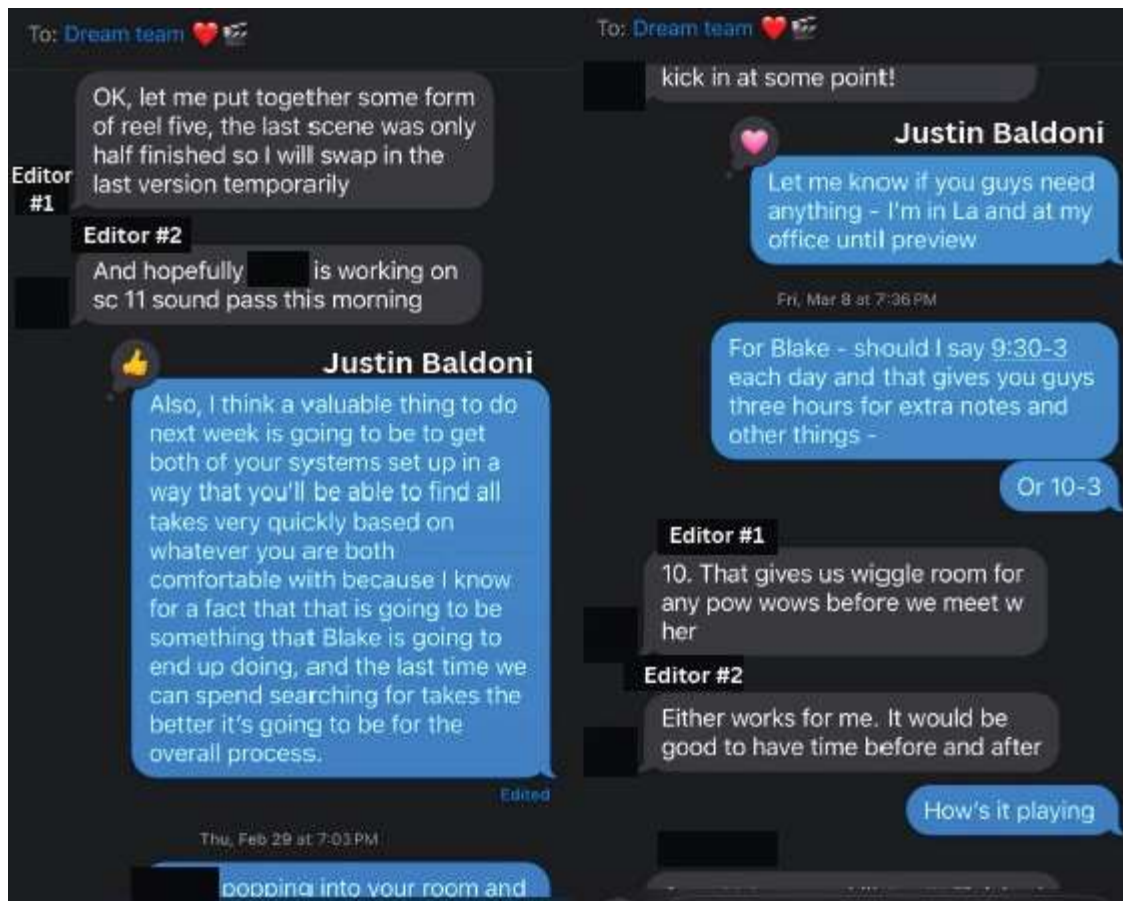 To: Dream team ❤️🎬
OK, let me put together some form
of reel five, the last scene was only
half finished so I will swap in the
last version temporarily
Editor
#1
Editor #2
And hopefully is working on
sc 11 sound pass this morning
Justin Baldoni
Also, I think a valuable thing to do
next week is going to be to get
both of your systems set up in a
way that you'll be able to find all
takes very quickly based on
whatever you are both
comfortable with because I know
for a fact that that is going to be
something that Blake is going to
end up doing, and the last time we
can spend searching for takes the
better it's going to be for the
overall process.
Edited
Thu, Feb 29 at 7:03 PM
popping into your room and
To: Dream team ❤️🎬
kick in at some point!
Justin Baldoni
Let me know if you guys need
anything - I'm in La and at my
office until preview
Fri, Mar 8 at 7:36 PM
For Blake - should I say 9:30-3
each day and that gives you guys
three hours for extra notes and
other things -
Or 10-3
Editor #1
10. That gives us wiggle room for
any pow wows before we meet w
her
Editor #2
Either works for me. It would be
good to have time before and after
How's it playing